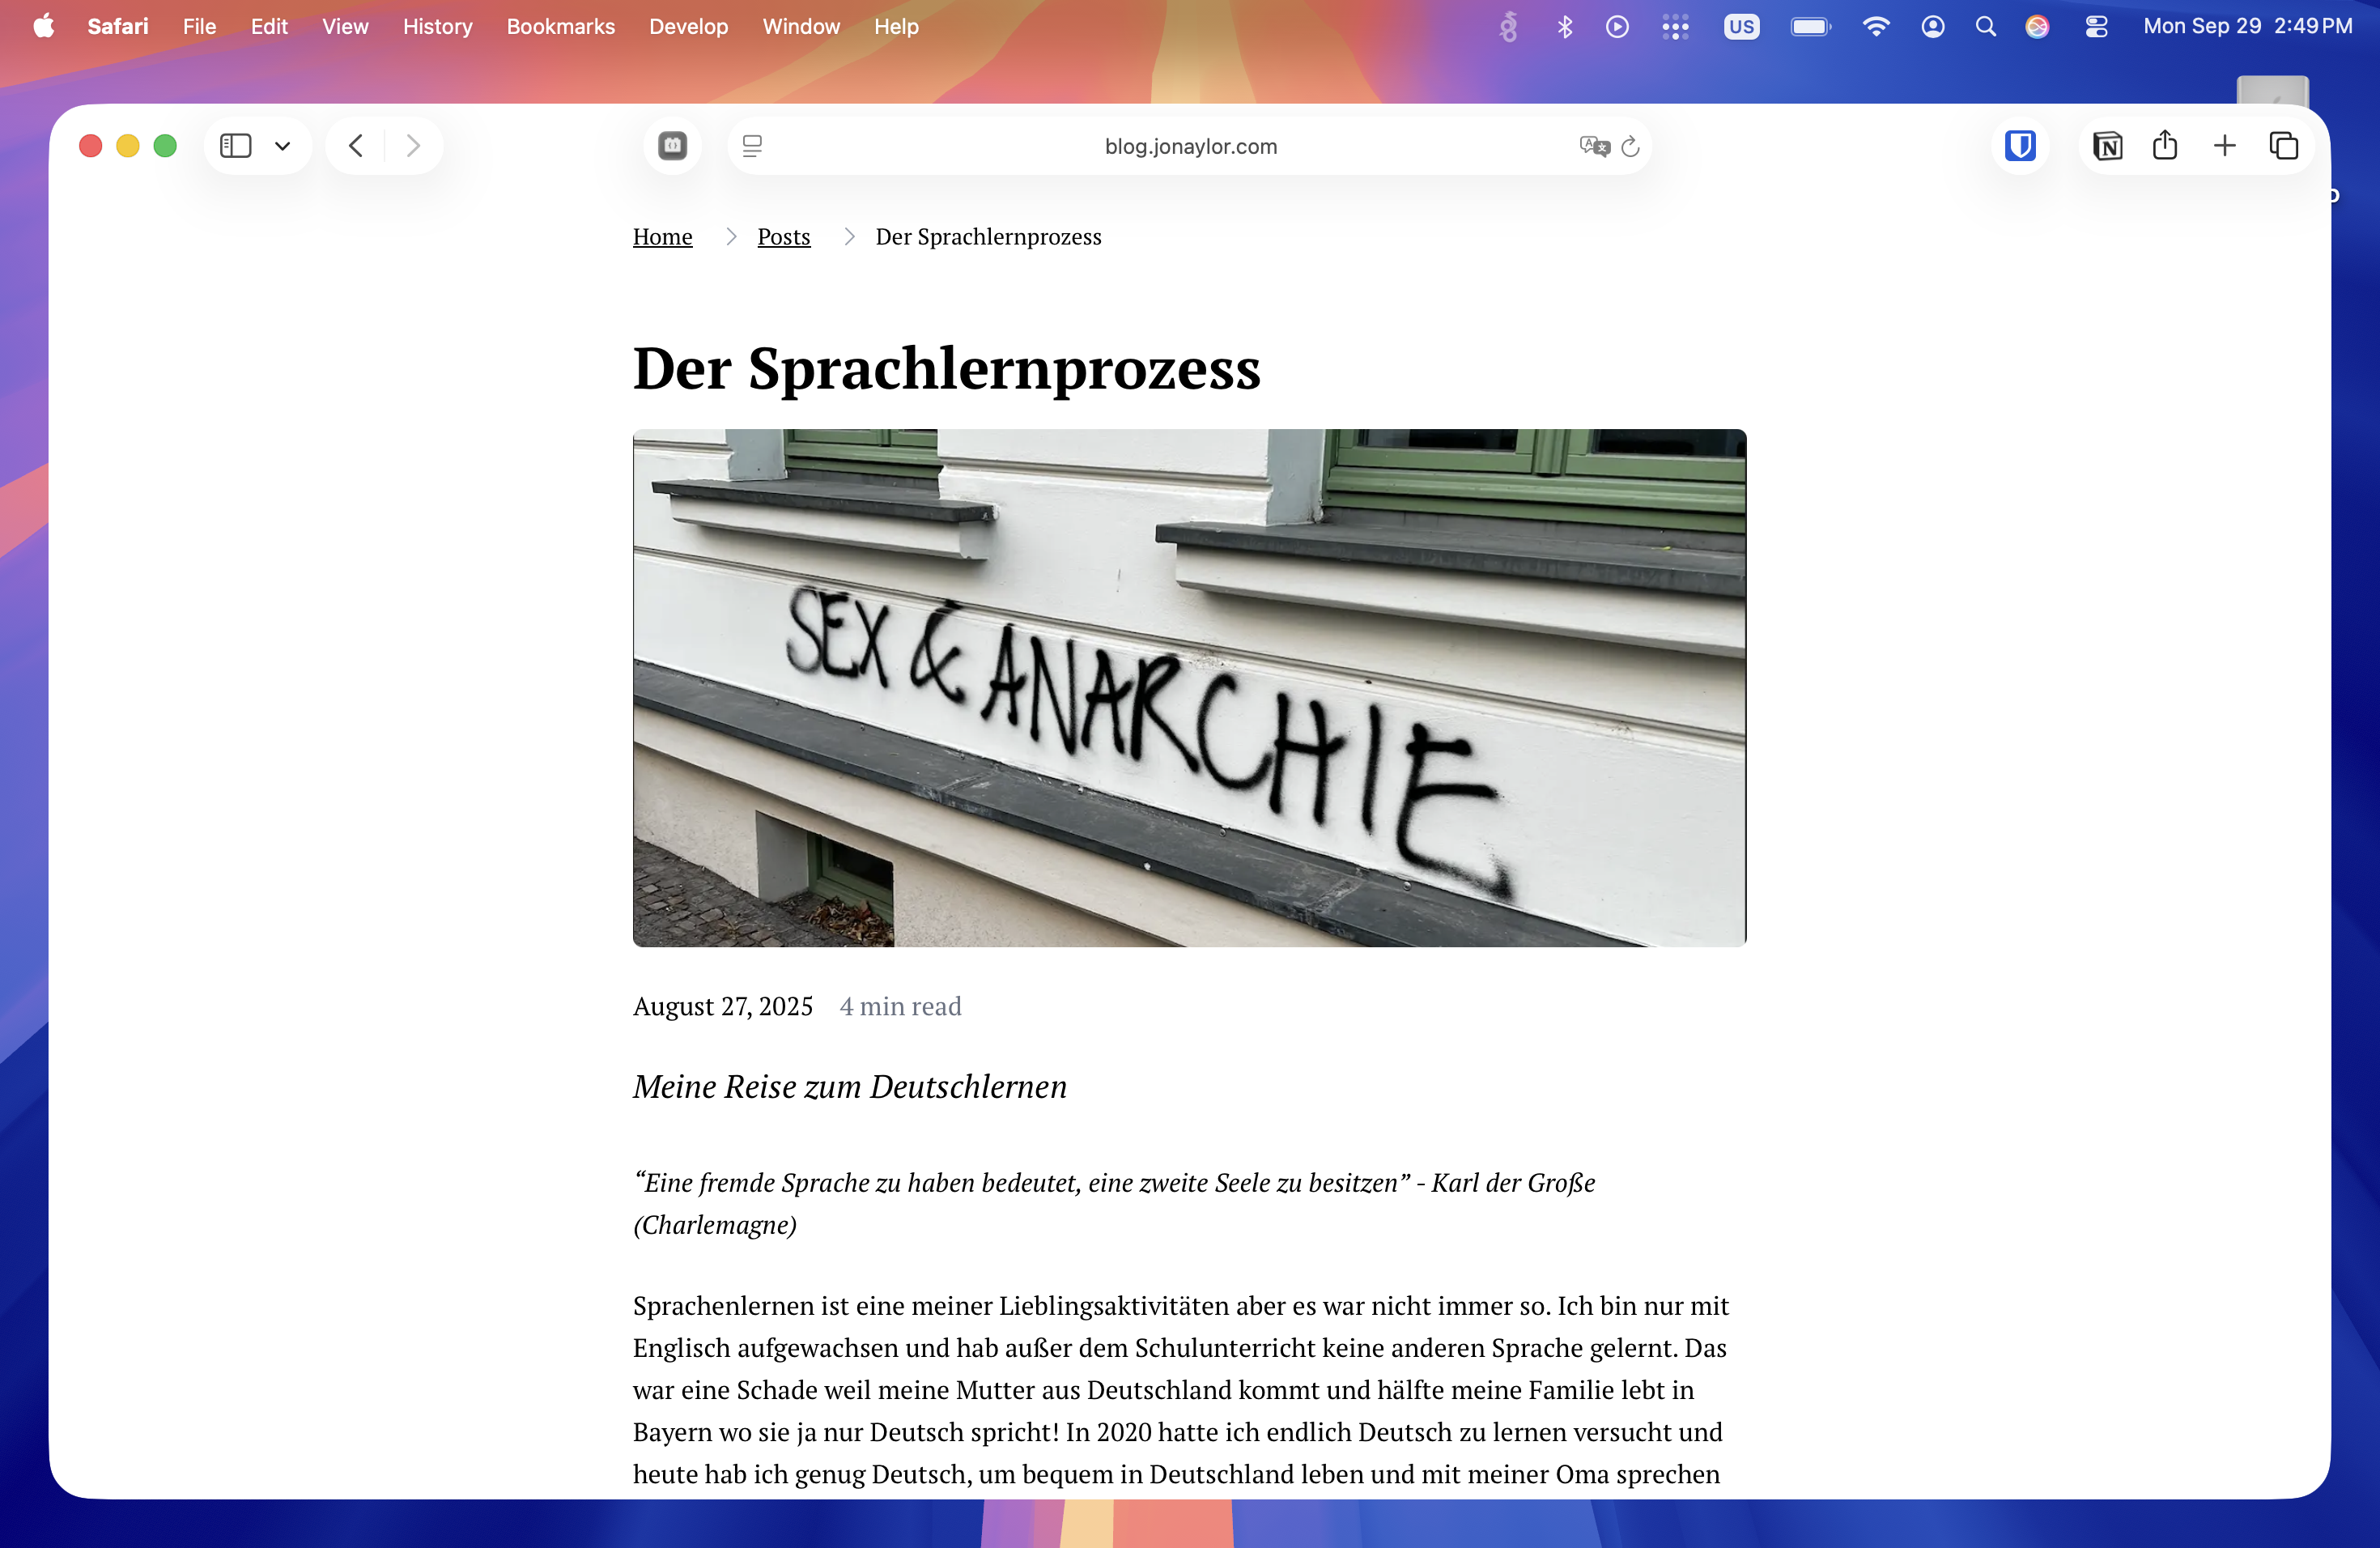 Safari File Edit View History Bookmarks Develop Window Help US Mon Sep 29 2:49 PM
blog.jonaylor.com
Home Posts Der Sprachlernprozess
Der Sprachlernprozess
SEX & ANARCHIE
August 27, 2025 4 min read
Meine Reise zum Deutschlernen
“Eine fremde Sprache zu haben bedeutet, eine zweite Seele zu besitzen” - Karl der Große
(Charlemagne)
Sprachenlernen ist eine meiner Lieblingsaktivitäten aber es war nicht immer so. Ich bin nur mit
Englisch aufgewachsen und hab außer dem Schulunterricht keine anderen Sprache gelernt. Das
war eine Schade weil meine Mutter aus Deutschland kommt und hälfte meine Familie lebt in
Bayern wo sie ja nur Deutsch spricht! In 2020 hatte ich endlich Deutsch zu lernen versucht und
heute hab ich genug Deutsch, um bequem in Deutschland leben und mit meiner Oma sprechen